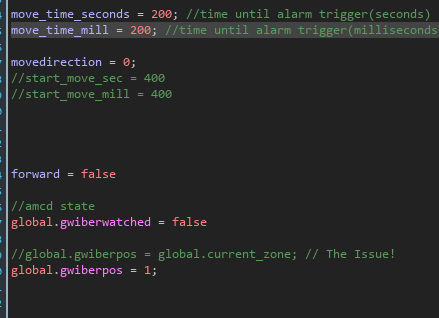 move_time_seconds = 200; //time until alarm trigger(seconds)
move_time_mill = 200; //time until alarm trigger(milliseconds
movedirection = 0;
//start_move_sec = 400
//start_move_mill = 400
forward = false
//amcd state
global.gwiberwatched = false
//global.gwiberpos = global.current_zone; // The Issue!
global.gwiberpos = 1;